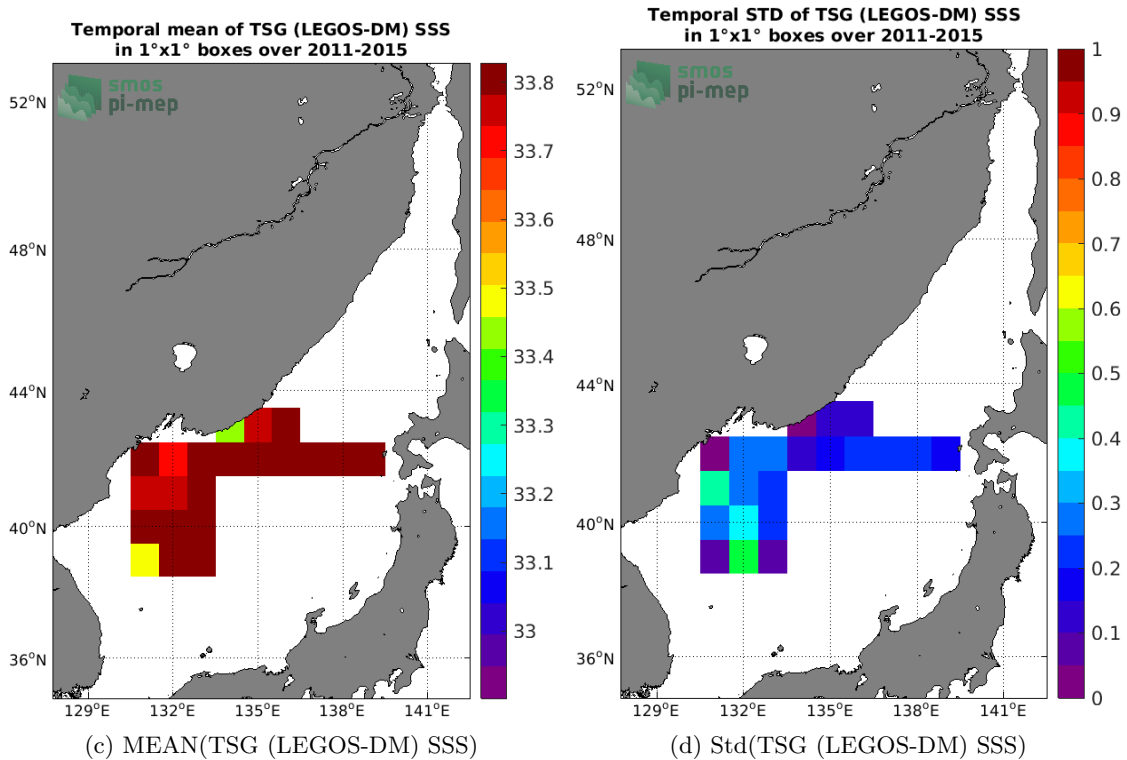 Temporal mean of TSG (LEGOS-DM) SSS
in 1°x1° boxes over 2011-2015
smos
pi-mep
52°N
48°N
44°N
40°N
36°N
129°E
132°E
135°E
138°E
141°E
33.8
33.7
33.6
33.5
33.4
33.3
33.2
33.1
33
(c) MEAN(TSG (LEGOS-DM) SSS)
Temporal STD of TSG (LEGOS-DM) SSS
in 1°x1° boxes over 2011-2015
smos
pi-mep
52°N
48°N
44°N
40°N
36°N
129°E
132°E
135°E
138°E
141°E
1
0.9
0.8
0.7
0.6
0.5
0.4
0.3
0.2
0.1
0
(d) Std(TSG (LEGOS-DM) SSS)